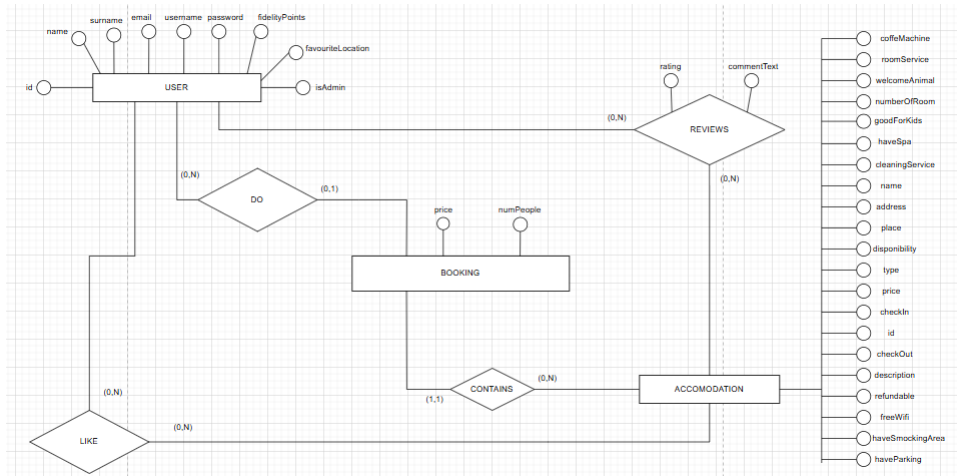 name
surname
email
username
password
fidelityPoints
favouriteLocation
id
USER
isAdmin
rating
commentText
(0,N)
REVIEWS
(0,N)
(0,N)
DO
(0,1)
price
numPeople
BOOKING
(1,1)
CONTAINS
(0,N)
ACCOMODATION
(0,N)
LIKE
(0,N)
coffeMachine
roomService
welcomeAnimal
numberOfRoom
goodForKids
haveSpa
cleaningService
name
address
place
disponibility
type
price
checkIn
id
checkOut
description
refundable
freeWifi
haveSmockingArea
haveParking